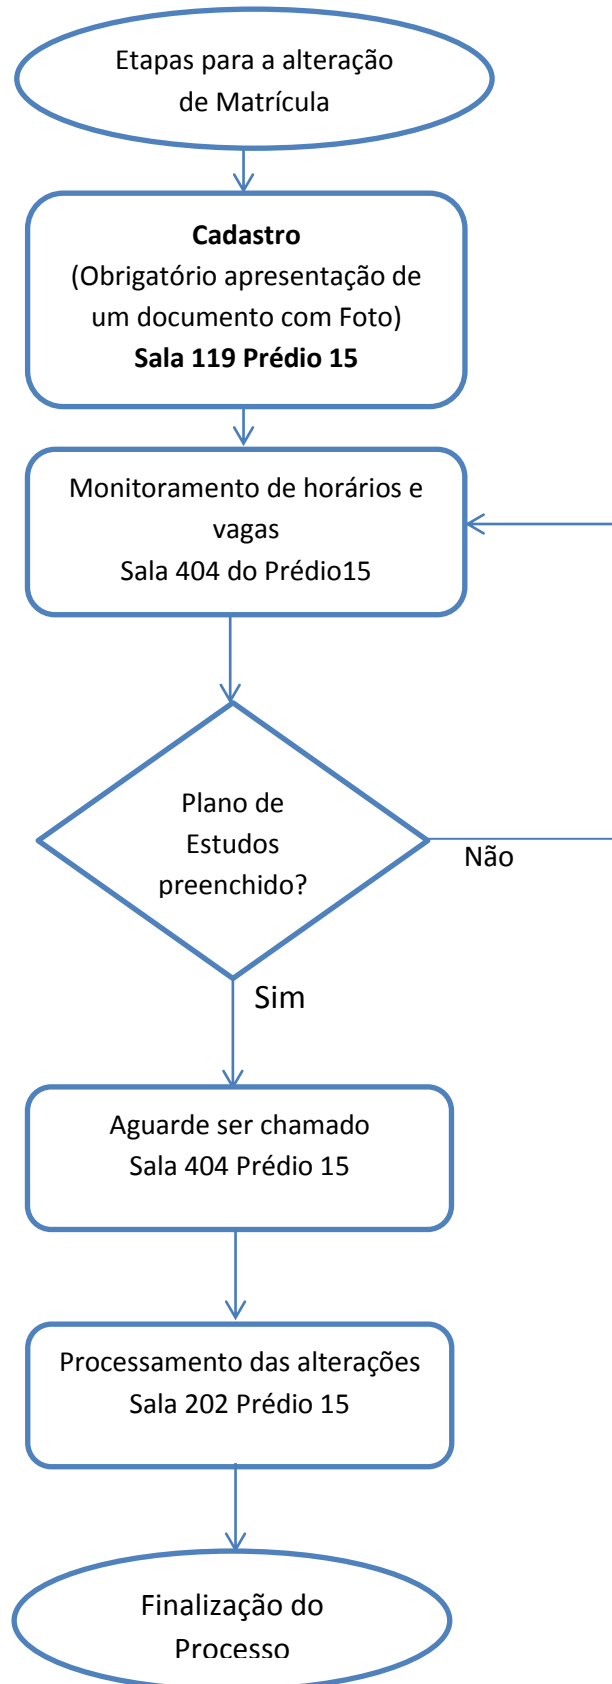 Etapas para a alteração
de Matrícula
Cadastro
(Obrigatório apresentação de
um documento com Foto)
Sala 119 Prédio 15
Monitoramento de horários e
vagas
Sala 404 do Prédio15
Plano de
Estudos
preenchido?
Não
Sim
Aguarde ser chamado
Sala 404 Prédio 15
Processamento das alterações
Sala 202 Prédio 15
Finalização do
Processo